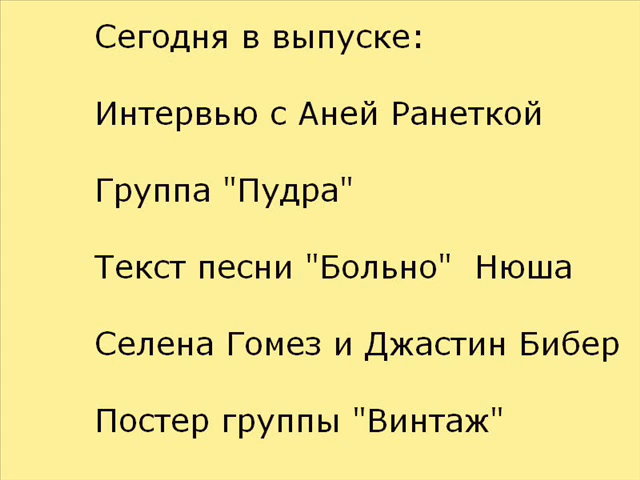 Сегодня в выпуске:
Интервью с Аней Ранеткой
Группа "Пудра"
Текст песни "Больно"  Нюша
Селена Гомез и Джастин Бибер
Постер группы "Винтаж"